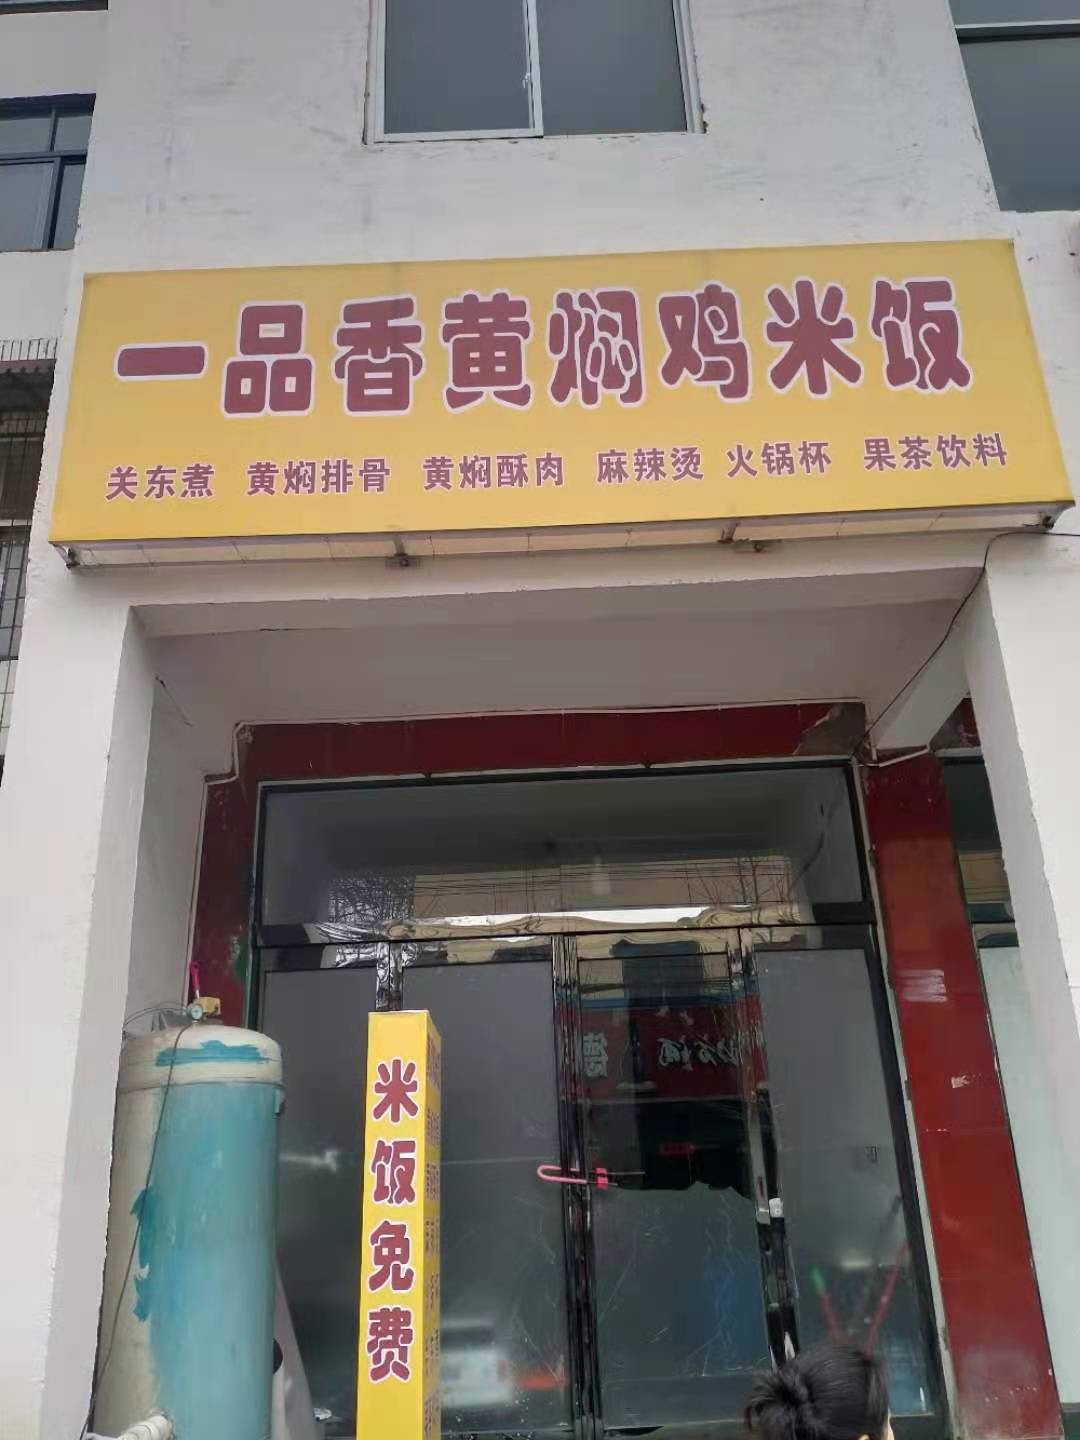 一品香黄焖鸡米饭
关东煮 黄焖排骨 黄焖酥肉 麻辣烫 火锅杯 果茶饮料
米饭免费